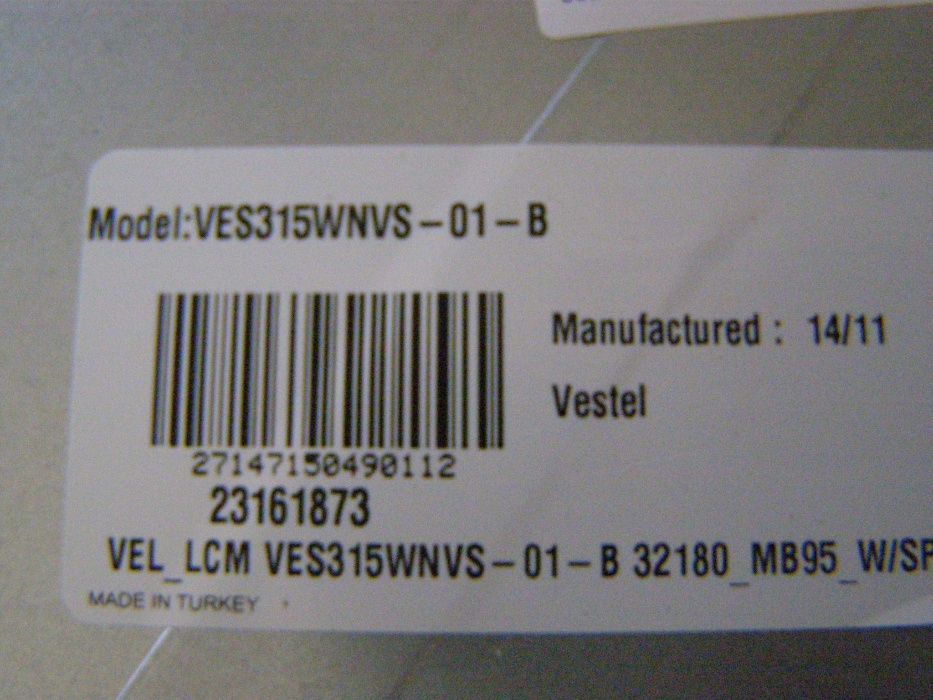 Model:VES315WNVS-01-B
Manufactured : 14/11
Vestel
27147150490112
23161873
VEL_LCM VES315WNVS-01-B 32180_MB95_W/SP
MADE IN TURKEY